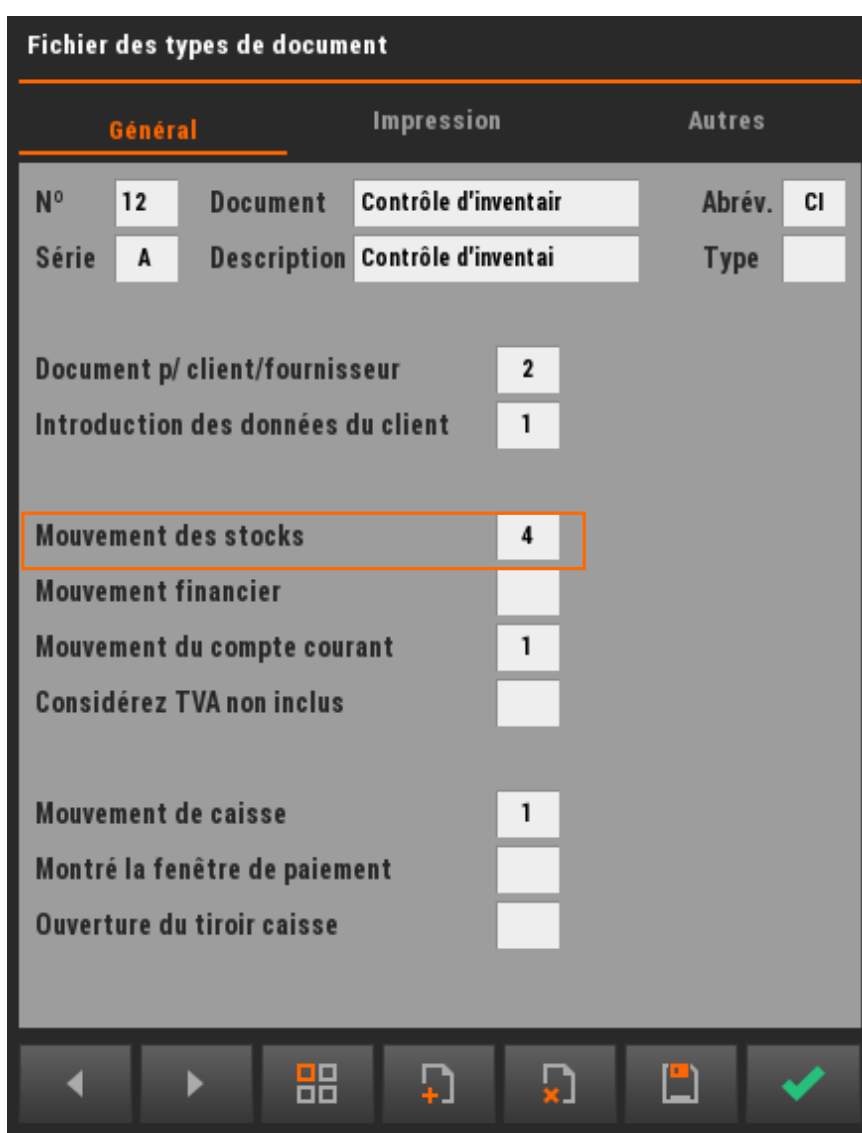 Fichier des types de document
Général Impression Autres
Nº 12 Document Contrôle d'inventair Abrév. CI
Série A Description Contrôle d'inventai Type
Document p/ client/fournisseur 2
Introduction des données du client 1
Mouvement des stocks 4
Mouvement financier
Mouvement du compte courant 1
Considérez TVA non inclus
Mouvement de caisse 1
Montré la fenêtre de paiement
Ouverture du tiroir caisse